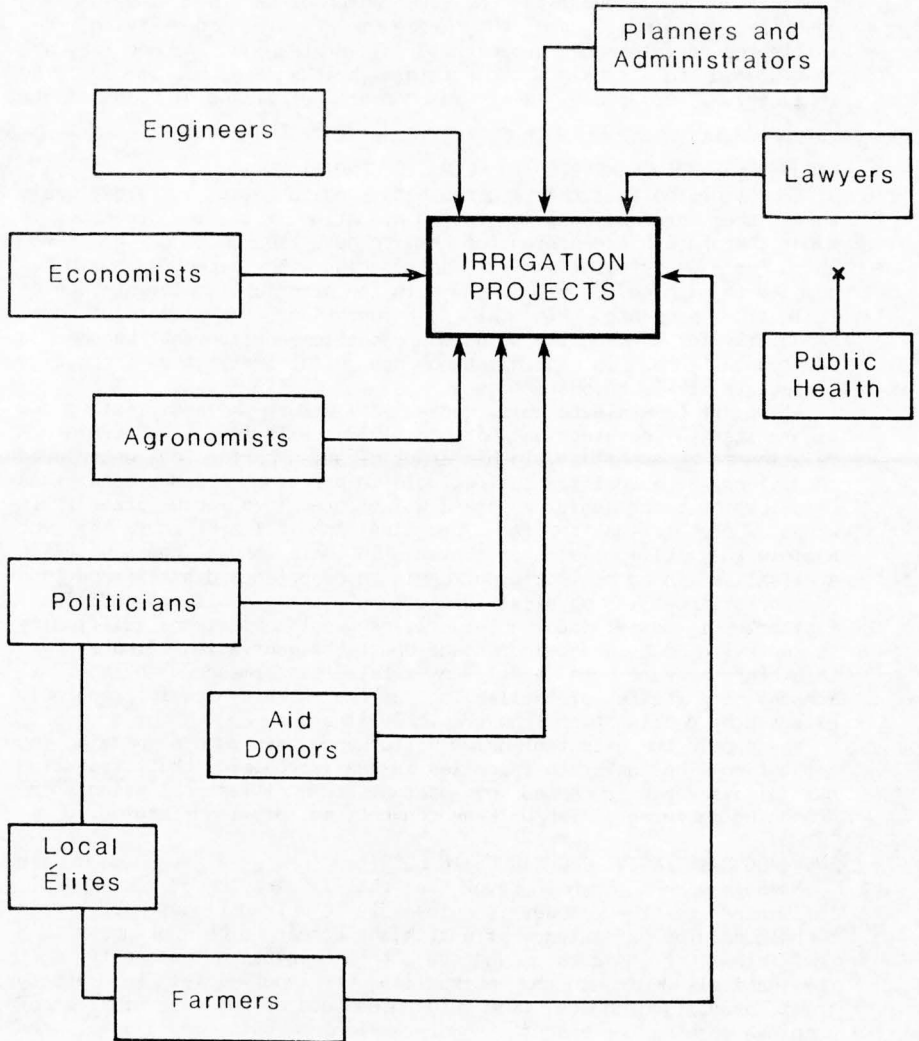 Planners and
Administrators
Engineers
Lawyers
Economists
IRRIGATION
PROJECTS
Public
Health
Agronomists
Politicians
Aid
Donors
Local
Élites
Farmers